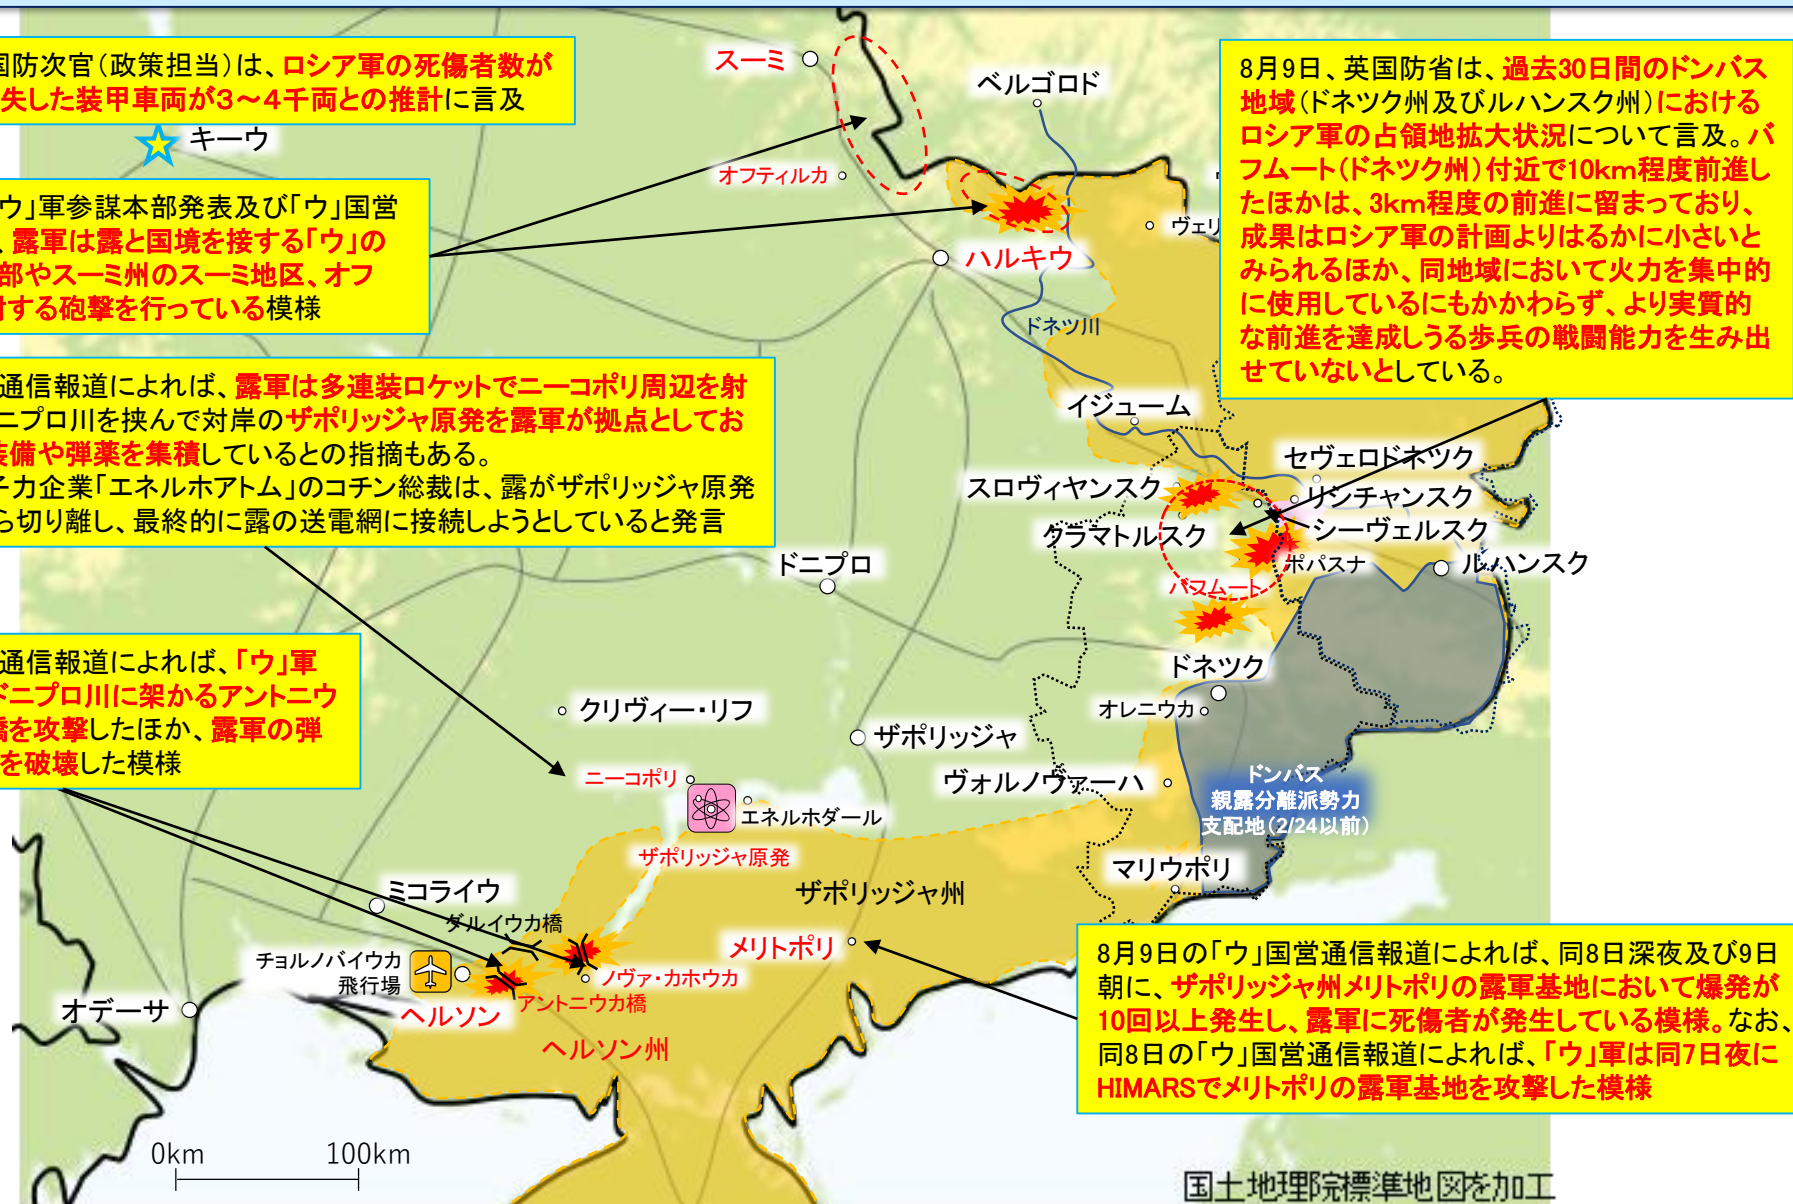 国防次官（政策担当）は、ロシア軍の死傷者数が
失した装甲車両が３～４千両との推計に言及
キーウ
ウ」軍参謀本部発表及び「ウ」国営
、露軍は露と国境を接する「ウ」の
部やスーミ州のスーミ地区、オフ
対する砲撃を行っている模様
通信報道によれば、露軍は多連装ロケットでニーコポリ周辺を射
ニプロ川を挟んで対岸のザポリッジャ原発を露軍が拠点としてお
装備や弾薬を集積しているとの指摘もある。
子力企業「エネルホアトム」のコチン総裁は、露がザポリッジャ原発
ら切り離し、最終的に露の送電網に接続しようとしていると発言
通信報道によれば、「ウ」軍
ドニプロ川に架かるアントニウ
橋を攻撃したほか、露軍の弾
を破壊した模様
8月9日、英国防省は、過去30日間のドンバス
地域（ドネツク州及びルハンスク州）における
ロシア軍の占領地拡大状況について言及。バ
フムート（ドネツク州）付近で10km程度前進し
たほかは、3km程度の前進に留まっており、
成果はロシア軍の計画よりはるかに小さいと
みられるほか、同地域において火力を集中的
に使用しているにもかかわらず、より実質的
な前進を達成しうる歩兵の戦闘能力を生み出
せていないとしている。
スーミ
ベルゴロド
オフティルカ
ヴェリ
ハルキウ
ドネツ川
イジューム
セヴェロドネツク
スロヴィヤンスク
リシチャンスク
クラマトルスク
シーヴェルスク
ポパスナ
ルハンスク
バフムート
ドニプロ
ドネツク
オレニウカ
クリヴィー・リフ
ザポリッジャ
ヴォルノヴァーハ
ニーコポリ
エネルホダール
ザポリッジャ原発
ドンバス
親露分離派勢力
支配地（2/24以前）
マリウポリ
ザポリッジャ州
ミコライウ
ダルイウカ橋
メリトポリ
チョルノバイウカ
飛行場
ノヴァ・カホウカ
アントニウカ橋
オデーサ
ヘルソン
ヘルソン州
8月9日の「ウ」国営通信報道によれば、同8日深夜及び9日
朝に、ザポリッジャ州メリトポリの露軍基地において爆発が
10回以上発生し、露軍に死傷者が発生している模様。なお、
同8日の「ウ」国営通信報道によれば、「ウ」軍は同7日夜に
HIMARSでメリトポリの露軍基地を攻撃した模様
0km 100km
国土地理院標準地図を加工